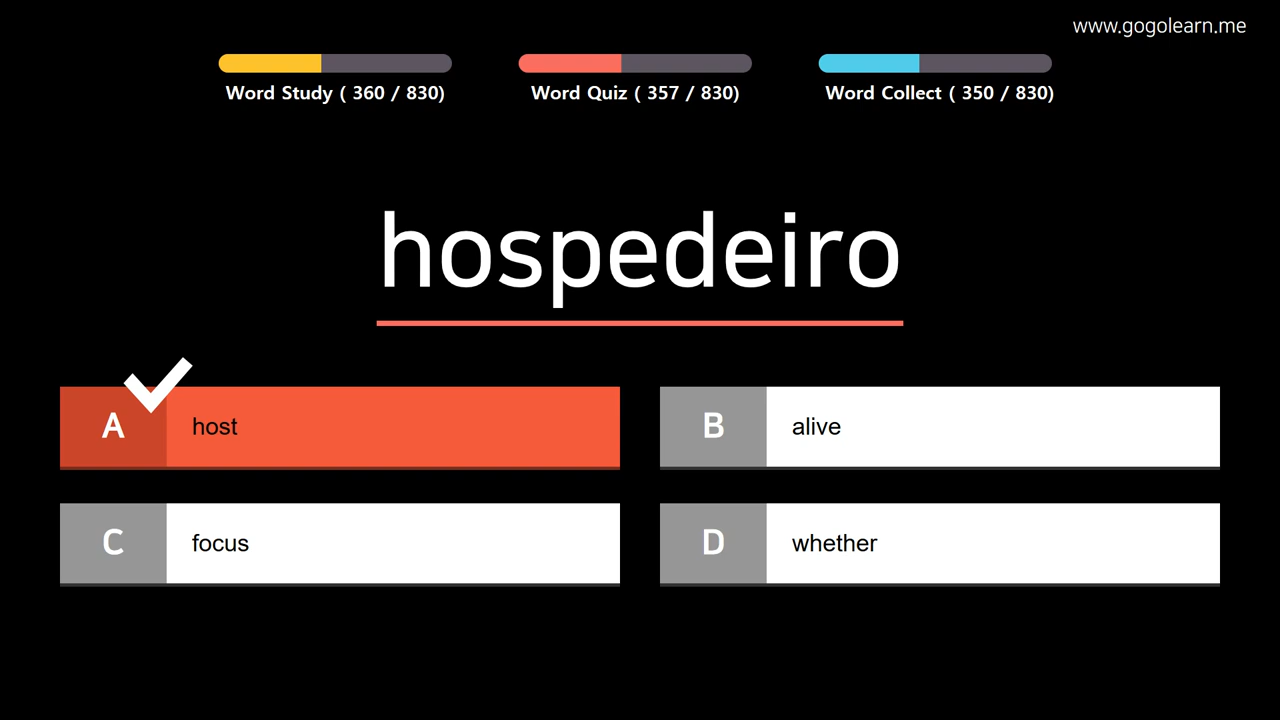 www.gogolearn.me
Word Study ( 360 / 830)
Word Quiz ( 357 / 830)
Word Collect ( 350 / 830)
hospedeiro
A host
B alive
C focus
D whether